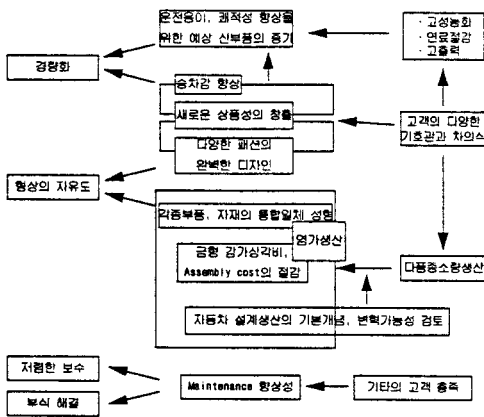 운전용이, 쾌적성 향상을
위한 예상 신부품의 증가
· 고성능화
· 연료절감
· 고출력
경량화
승차감 향상
새로운 상품성의 창출
고객의 다양한
기호관과 차의식
다양한 패션의
완벽한 디자인
형상의 자유도
각종부품, 자재의 통합일체 성형
염가생산
금형 감가상각비,
Assembly cost의 절감
다품종소량생산
자동차 설계생산의 기본개념, 변혁가능성 검토
저렴한 보수
부식 해결
Maintenance 향상성
기타의 고객 충족